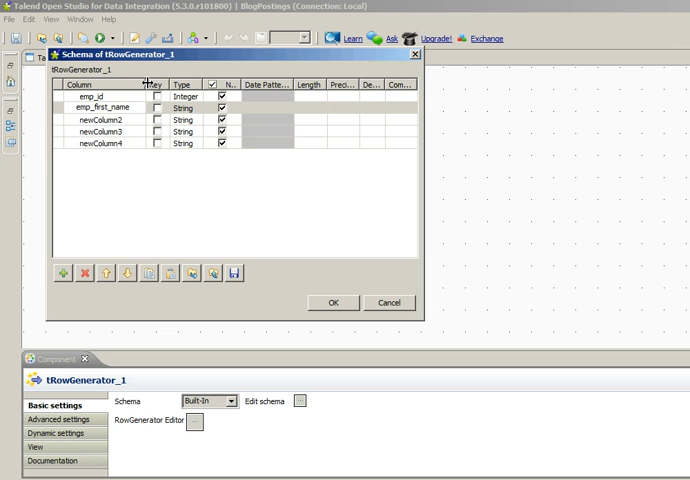 Talend Open Studio for Data Integration (5.3.0.r101800) | BlogPostings (Connection: Local)
File Edit View Window Help
Learn Ask Upgrade! Exchange
Schema of tRowGenerator_1
tRowGenerator_1
Column Key Type N.. Date Patte... Length Preci... De... Com...
emp_id Integer
emp_first_name String
newColumn2 String
newColumn3 String
newColumn4 String
OK Cancel
Component
tRowGenerator_1
Basic settings
Advanced settings
Dynamic settings
View
Documentation
Schema Built-In Edit schema ...
RowGenerator Editor ...